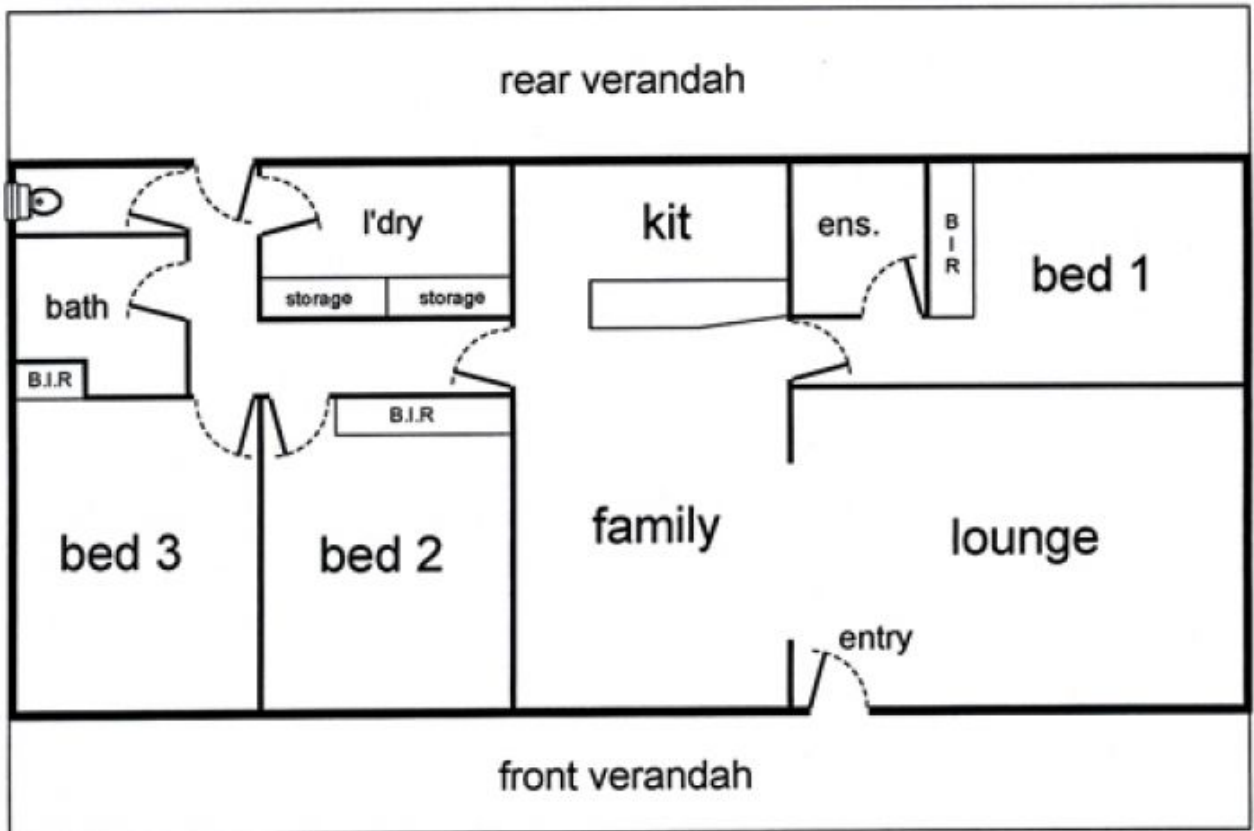 rear verandah
l'dry
kit
ens.
B
I
R
bed 1
bath
storage
storage
B.I.R
B.I.R
bed 3
bed 2
family
lounge
entry
front verandah